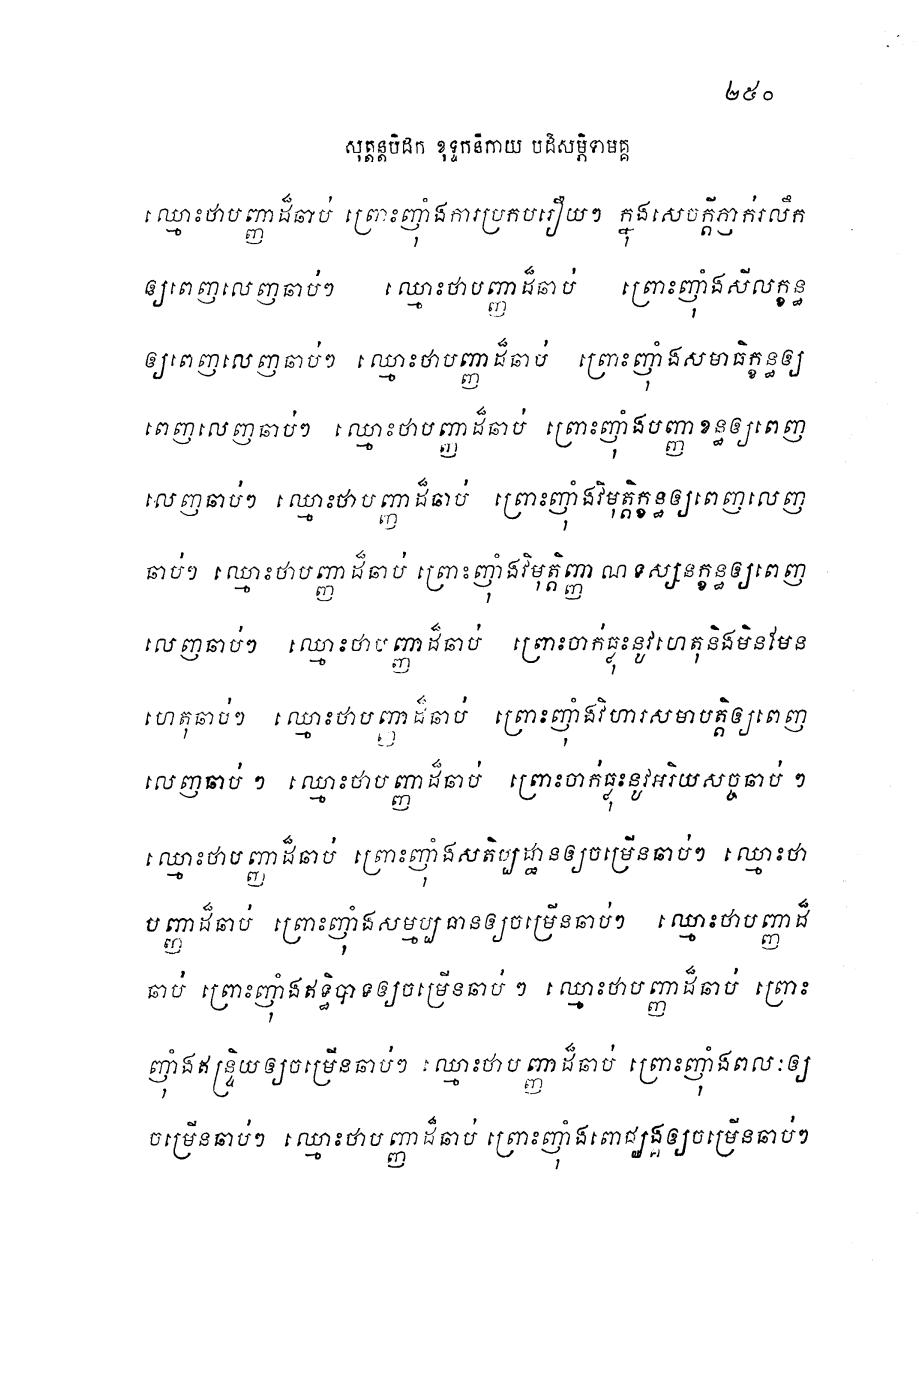 ២៥០
សុត្តន្តបិដក ខុទ្ទកនិកាយ បដិសម្ភិទាមគ្គ
ឈ្មោះថាបញ្ញាដ៏ឆាប់ ព្រោះញ៉ាំងការប្រកបរឿយៗ ក្នុងសេចក្តីភ្ញាក់រលឹក
ឲ្យពេញលេញឆាប់ៗ ឈ្មោះថាបញ្ញាដ៏ឆាប់ ព្រោះញ៉ាំងសីលក្ខន្ធ
ឲ្យពេញលេញឆាប់ៗ ឈ្មោះថាបញ្ញាដ៏ឆាប់ ព្រោះញ៉ាំងសមាធិក្ខន្ធឲ្យ
ពេញលេញឆាប់ៗ ឈ្មោះថាបញ្ញាដ៏ឆាប់ ព្រោះញ៉ាំងបញ្ញាខន្ធឲ្យពេញ
លេញឆាប់ៗ ឈ្មោះថាបញ្ញាដ៏ឆាប់ ព្រោះញ៉ាំងវិមុត្តិក្ខន្ធឲ្យពេញលេញ
ឆាប់ៗ ឈ្មោះថាបញ្ញាដ៏ឆាប់ ព្រោះញ៉ាំងវិមុត្តិញ្ញាណទស្សនក្ខន្ធឲ្យពេញ
លេញឆាប់ៗ ឈ្មោះថាបញ្ញាដ៏ឆាប់ ព្រោះចាក់ធ្លុះនូវហេតុនិងមិនមែន
ហេតុឆាប់ៗ ឈ្មោះថាបញ្ញាដ៏ឆាប់ ព្រោះញ៉ាំងវិហារសមាបត្តិឲ្យពេញ
លេញឆាប់ ៗ ឈ្មោះថាបញ្ញាដ៏ឆាប់ ព្រោះចាក់ធ្លុះនូវអរិយសច្ចឆាប់ ៗ
ឈ្មោះថាបញ្ញាដ៏ឆាប់ ព្រោះញ៉ាំងសតិប្បដ្ឋានឲ្យចម្រើនឆាប់ៗ ឈ្មោះថា
បញ្ញាដ៏ឆាប់ ព្រោះញ៉ាំងសម្មប្បធានឲ្យចម្រើនឆាប់ៗ ឈ្មោះថាបញ្ញាដ៏
ឆាប់ ព្រោះញ៉ាំងឥទ្ធិបាទឲ្យចម្រើនឆាប់ ៗ ឈ្មោះថាបញ្ញាដ៏ឆាប់ ព្រោះ
ញ៉ាំងឥន្ទ្រិយឲ្យចម្រើនឆាប់ៗ ឈ្មោះថាបញ្ញាដ៏ឆាប់ ព្រោះញ៉ាំងពលៈឲ្យ
ចម្រើនឆាប់ៗ ឈ្មោះថាបញ្ញាដ៏ឆាប់ ព្រោះញ៉ាំងពោជ្ឈង្គឲ្យចម្រើនឆាប់ៗ